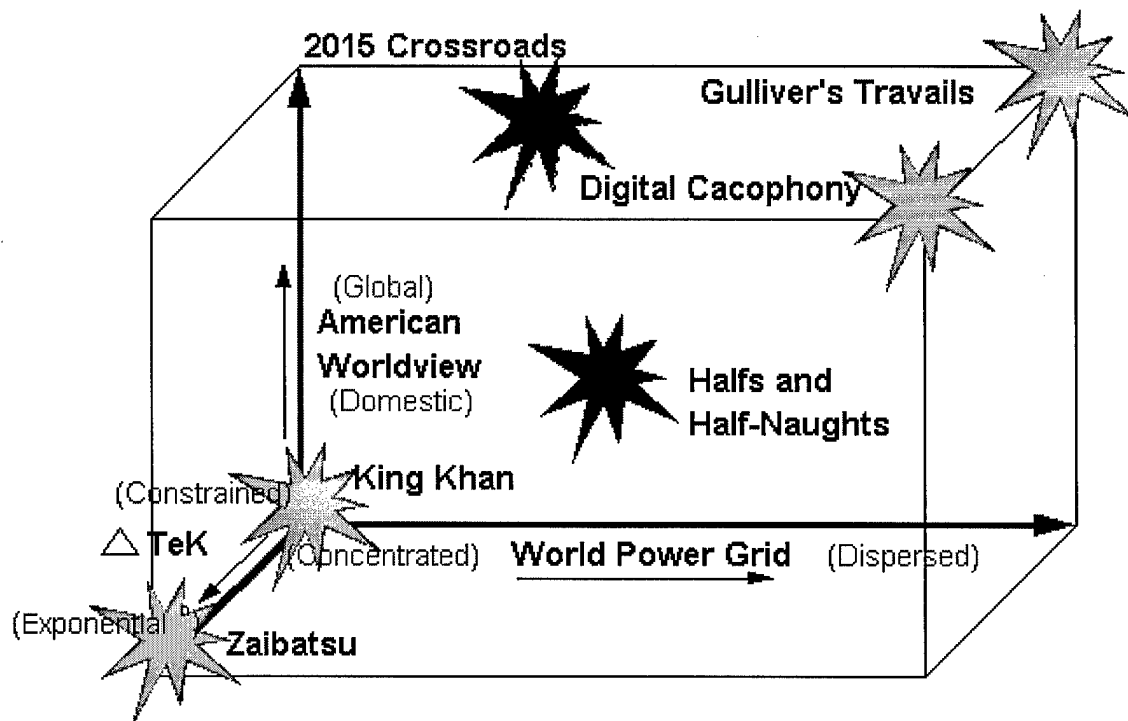 2015 Crossroads
Gulliver's Travails
Digital Cacophony
(Global)
American
Worldview
(Domestic)
Halfs and
Half-Naughts
King Khan
(Constrained)
△ TeK
(Concentrated)
World Power Grid
(Dispersed)
(Exponential)
Zaibatsu